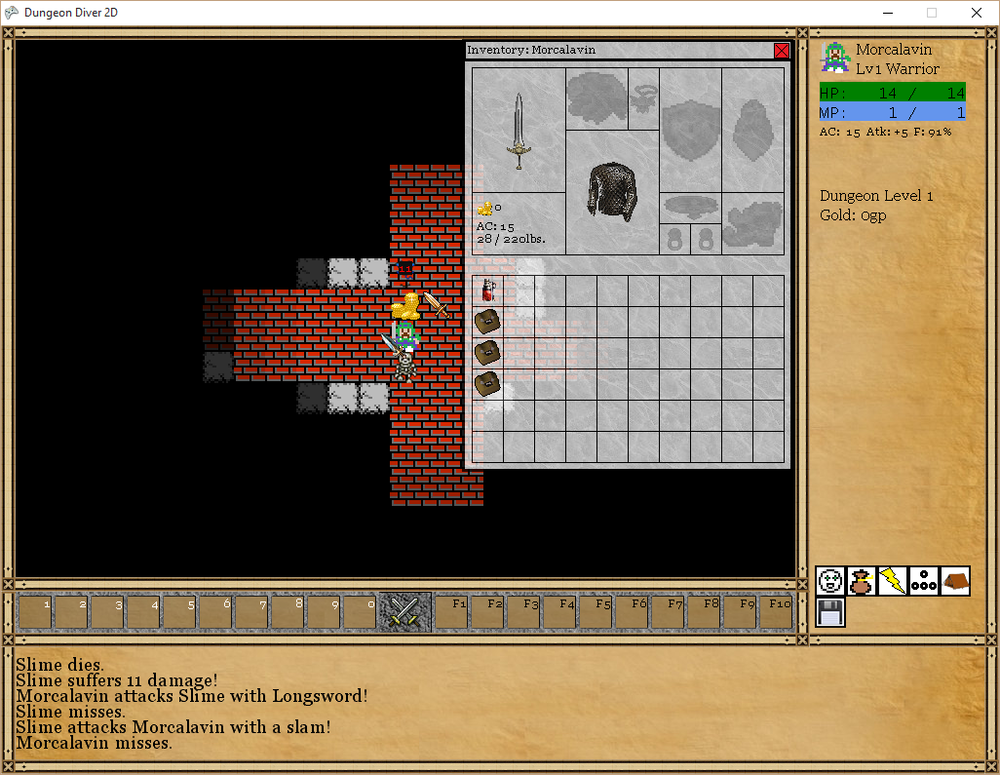 Dungeon Diver 2D
Inventory: Morcalavin
0
AC: 15
28 / 220lbs.
11
Morcalavin
Lv1 Warrior
HP: 14 / 14
MP: 1 / 1
AC: 15 Atk: +5 F: 91%
Dungeon Level 1
Gold: 0gp
1 2 3 4 5 6 7 8 9 0 F1 F2 F3 F4 F5 F6 F7 F8 F9 F10
Slime dies.
Slime suffers 11 damage!
Morcalavin attacks Slime with Longsword!
Slime misses.
Slime attacks Morcalavin with a slam!
Morcalavin misses.